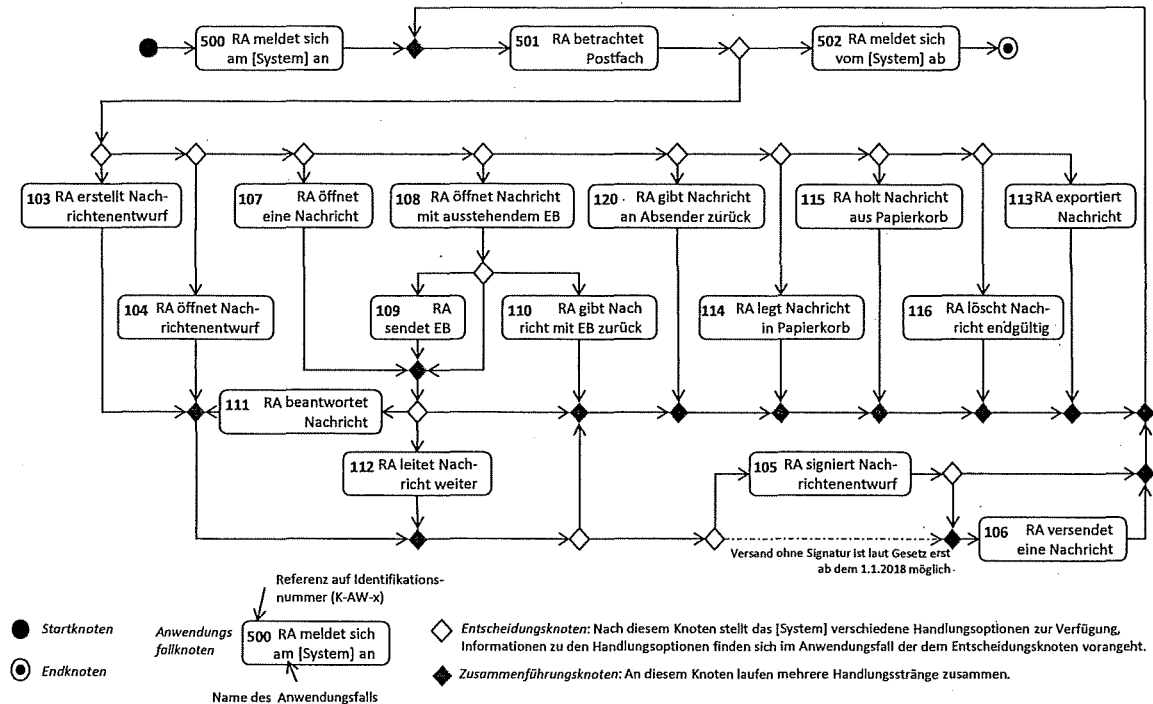 500 RA meldet sich
am [System] an
501 RA betrachtet
Postfach
502 RA meldet sich
vom [System] ab
103 RA erstellt Nach-
richtenentwurf
107 RA öffnet
eine Nachricht
108 RA öffnet Nachricht
mit ausstehendem EB
120 RA gibt Nachricht
an Absender zurück
115 RA holt Nachricht
aus Papierkorb
113 RA exportiert
Nachricht
104 RA öffnet Nach-
richtenentwurf
109 RA
sendet EB
110 RA gibt Nach
richt mit EB zurück
114 RA legt Nachricht
in Papierkorb
116 RA löscht Nach-
richt endgültig
111 RA beantwortet
Nachricht
112 RA leitet Nach-
richt weiter
105 RA signiert Nach-
richtenentwurf
106 RA versendet
eine Nachricht
Versand ohne Signatur ist laut Gesetz erst
ab dem 1.1.2018 möglich
Referenz auf Identifikations-
nummer (K-AW-x)
Startknoten
Endknoten
Anwendungs
fallknoten
500 RA meldet sich
am [System] an
Name des Anwendungsfalls
Entscheidungsknoten: Nach diesem Knoten stellt das [System] verschiedene Handlungsoptionen zur Verfügung,
Informationen zu den Handlungsoptionen finden sich im Anwendungsfall der dem Entscheidungsknoten vorangeht.
Zusammenführungsknoten: An diesem Knoten laufen mehrere Handlungsstränge zusammen.